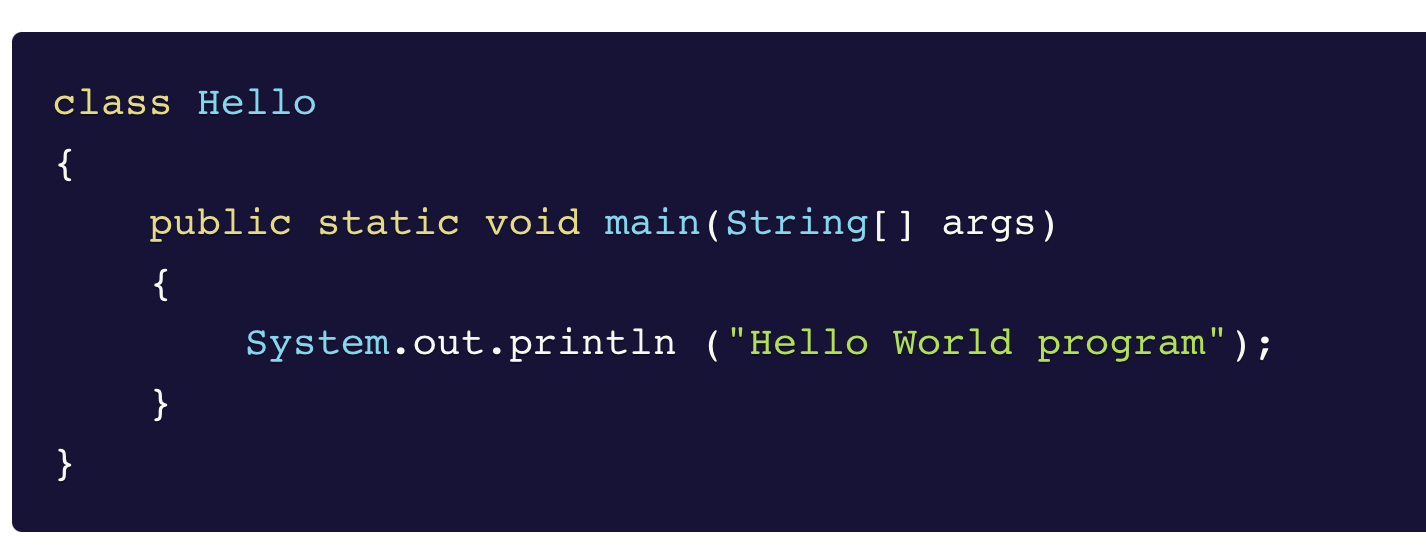 class Hello
{
    public static void main(String[] args)
    {
        System.out.println ("Hello World program");
    }
}